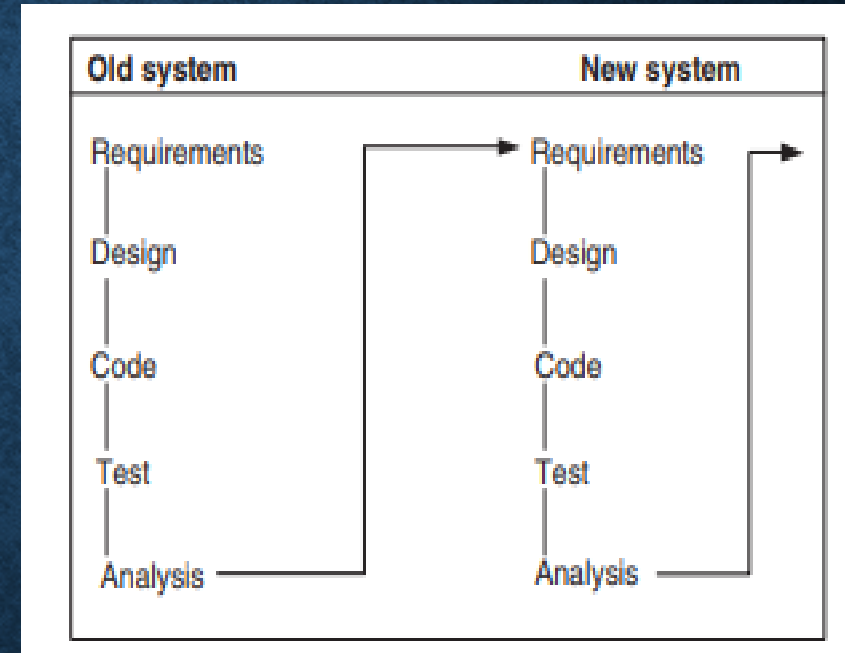 Old system New system
Requirements Requirements
Design Design
Code Code
Test Test
Analysis Analysis